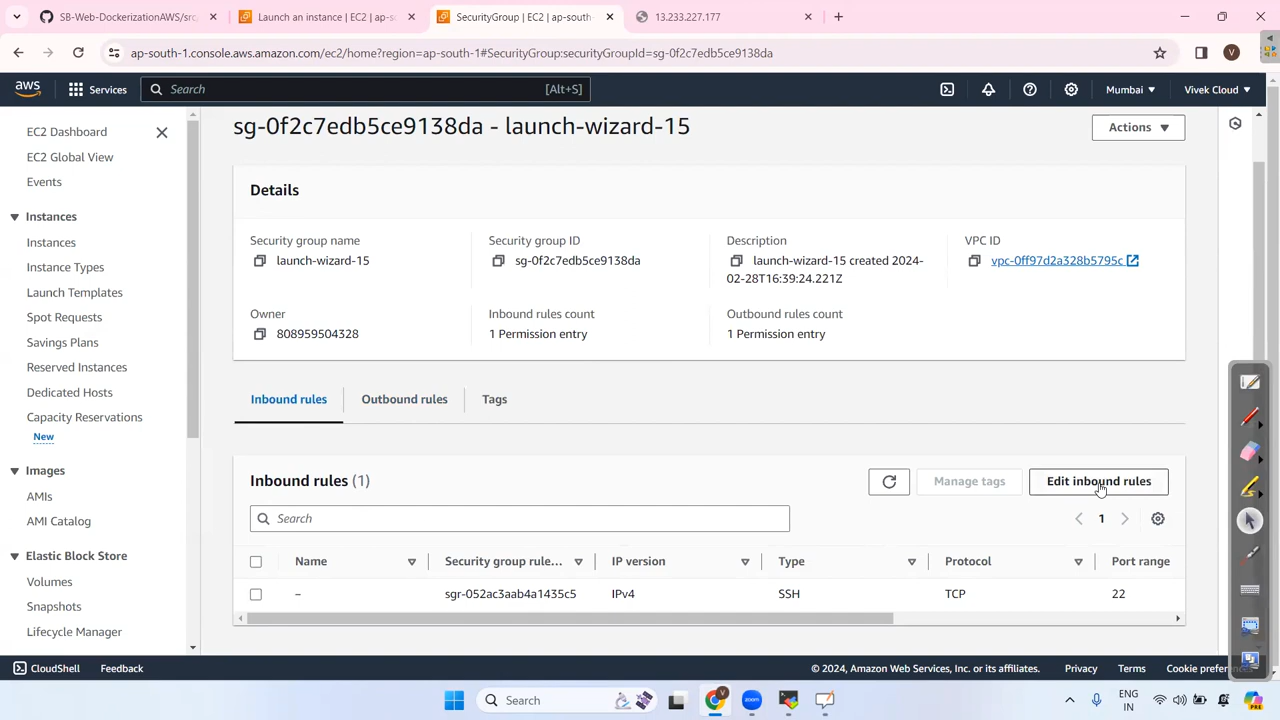 SB-Web-DockerizationAWS/src
Launch an instance | EC2 | ap-so
SecurityGroup | EC2 | ap-south-
13.233.227.177
ap-south-1.console.aws.amazon.com/ec2/home?region=ap-south-1#SecurityGroup:securityGroupId=sg-0f2c7edb5ce9138da
V
aws
Services
Search
[Alt+S]
Mumbai
Vivek Cloud
EC2 Dashboard
EC2 Global View
Events
Instances
Instances
Instance Types
Launch Templates
Spot Requests
Savings Plans
Reserved Instances
Dedicated Hosts
Capacity Reservations
New
Images
AMIs
AMI Catalog
Elastic Block Store
Volumes
Snapshots
Lifecycle Manager
sg-0f2c7edb5ce9138da - launch-wizard-15
Actions
Details
Security group name
launch-wizard-15
Security group ID
sg-0f2c7edb5ce9138da
Description
launch-wizard-15 created 2024-
02-28T16:39:24.221Z
VPC ID
vpc-0ff97d2a328b5795c
Owner
808959504328
Inbound rules count
1 Permission entry
Outbound rules count
1 Permission entry
Inbound rules
Outbound rules
Tags
Inbound rules (1)
Manage tags
Edit inbound rules
Search
1
Name
Security group rule...
IP version
Type
Protocol
Port range
–
sgr-052ac3aab4a1435c5
IPv4
SSH
TCP
22
CloudShell
Feedback
© 2024, Amazon Web Services, Inc. or its affiliates.
Privacy
Terms
Cookie prefer
Search
V
zoom
ENG
IN
PRE